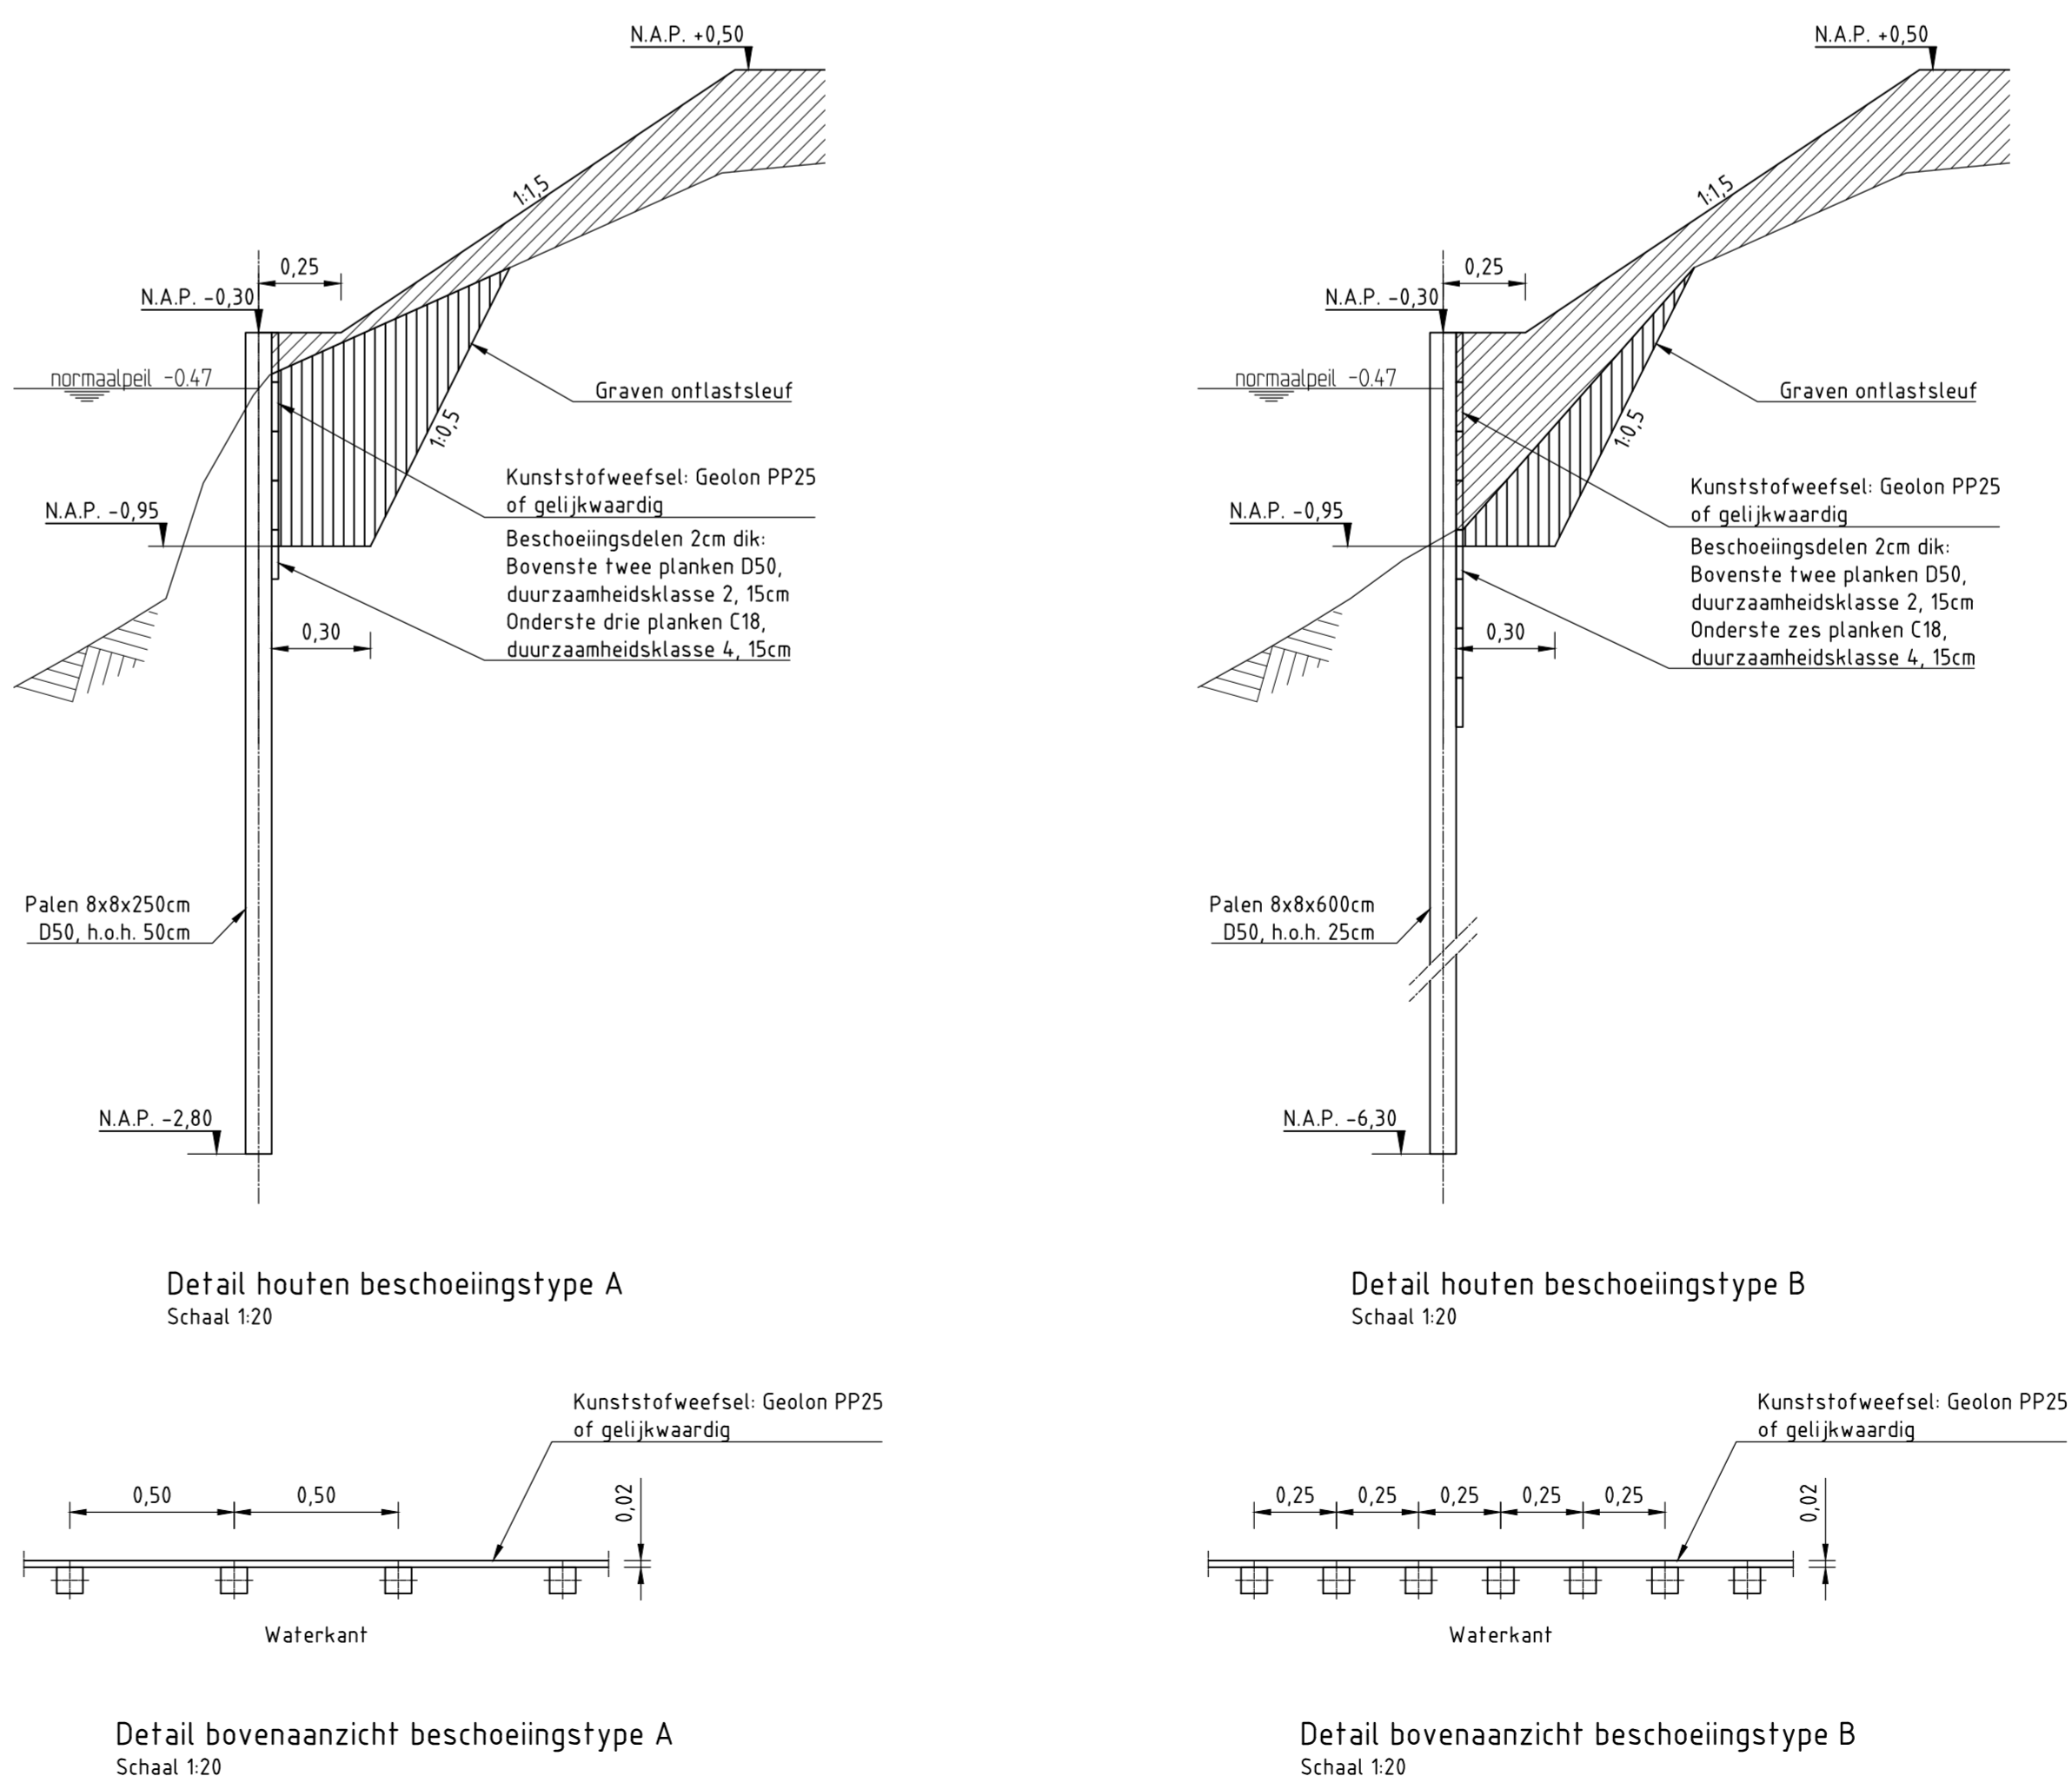 N.A.P. +0,50
1:1,5
0,25
N.A.P. -0,30
normaalpeil -0.47
Graven ontlastsleuf
1:0,5
Kunststofweefsel: Geolon PP25
of gelijkwaardig
N.A.P. -0,95
Beschoeiingsdelen 2cm dik:
Bovenste twee planken D50,
duurzaamheidsklasse 2, 15cm
Onderste drie planken C18,
duurzaamheidsklasse 4, 15cm
0,30
Palen 8x8x250cm
D50, h.o.h. 50cm
N.A.P. -2,80
Detail houten beschoeiingstype A
Schaal 1:20
N.A.P. +0,50
1:1,5
0,25
N.A.P. -0,30
normaalpeil -0.47
Graven ontlastsleuf
1:0,5
Kunststofweefsel: Geolon PP25
of gelijkwaardig
N.A.P. -0,95
Beschoeiingsdelen 2cm dik:
Bovenste twee planken D50,
duurzaamheidsklasse 2, 15cm
Onderste zes planken C18,
duurzaamheidsklasse 4, 15cm
0,30
Palen 8x8x600cm
D50, h.o.h. 25cm
N.A.P. -6,30
Detail houten beschoeiingstype B
Schaal 1:20
Kunststofweefsel: Geolon PP25
of gelijkwaardig
0,50 0,50 0,02
Waterkant
Detail bovenaanzicht beschoeiingstype A
Schaal 1:20
Kunststofweefsel: Geolon PP25
of gelijkwaardig
0,25 0,25 0,25 0,25 0,25 0,02
Waterkant
Detail bovenaanzicht beschoeiingstype B
Schaal 1:20